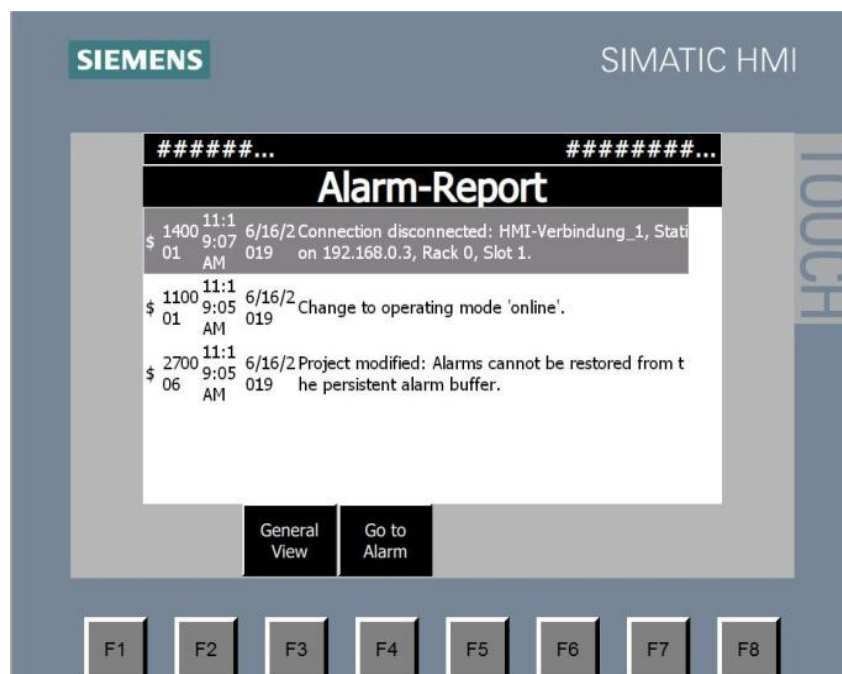 SIEMENS
SIMATIC HMI
TOUCH
######...
########...
Alarm-Report
$ 1400 11:1 6/16/2 Connection disconnected: HMI-Verbindung_1, Stati
01 9:07 019 on 192.168.0.3, Rack 0, Slot 1.
AM
$ 1100 11:1 6/16/2 Change to operating mode 'online'.
01 9:05 019
AM
$ 2700 11:1 6/16/2 Project modified: Alarms cannot be restored from t
06 9:05 019 he persistent alarm buffer.
AM
General
View
Go to
Alarm
F1 F2 F3 F4 F5 F6 F7 F8